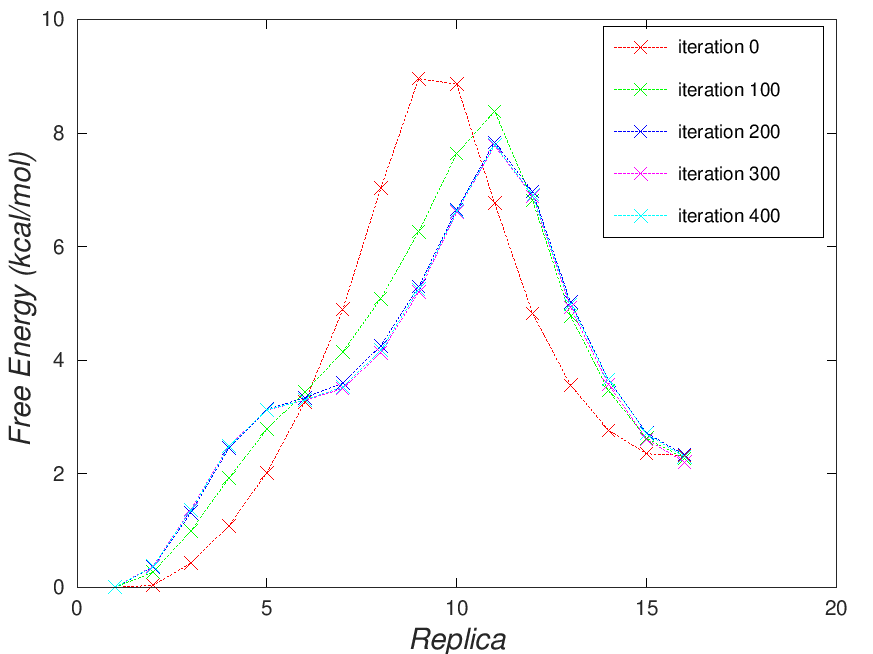 10
8
6
4
2
0
Free Energy (kcal/mol)
iteration 0
iteration 100
iteration 200
iteration 300
iteration 400
0 5 10 15 20
Replica